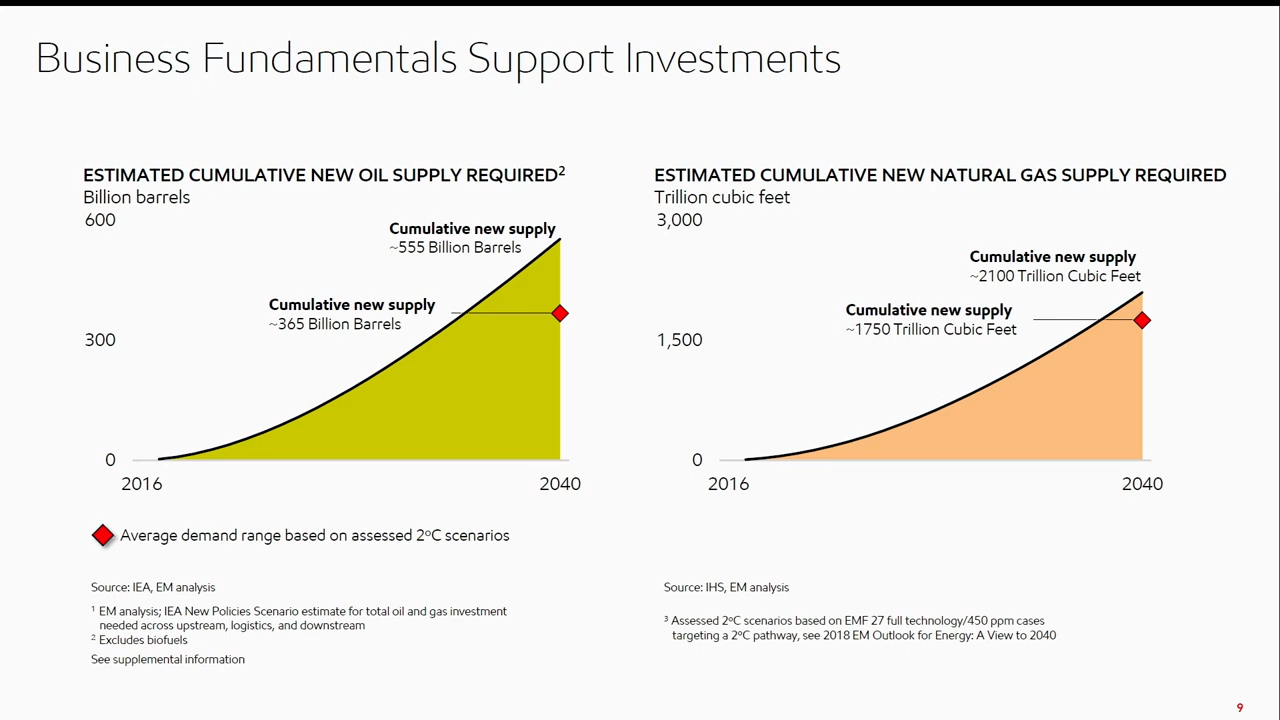 Business Fundamentals Support Investments
ESTIMATED CUMULATIVE NEW OIL SUPPLY REQUIRED²
Billion barrels
600
Cumulative new supply
~555 Billion Barrels
Cumulative new supply
~365 Billion Barrels
300
0
2016
2040
ESTIMATED CUMULATIVE NEW NATURAL GAS SUPPLY REQUIRED
Trillion cubic feet
3,000
Cumulative new supply
~2100 Trillion Cubic Feet
Cumulative new supply
~1750 Trillion Cubic Feet
1,500
0
2016
2040
Average demand range based on assessed 2ºC scenarios
Source: IEA, EM analysis
¹ EM analysis; IEA New Policies Scenario estimate for total oil and gas investment
needed across upstream, logistics, and downstream
² Excludes biofuels
See supplemental information
Source: IHS, EM analysis
³ Assessed 2ºC scenarios based on EMF 27 full technology/450 ppm cases
targeting a 2ºC pathway, see 2018 EM Outlook for Energy: A View to 2040
9